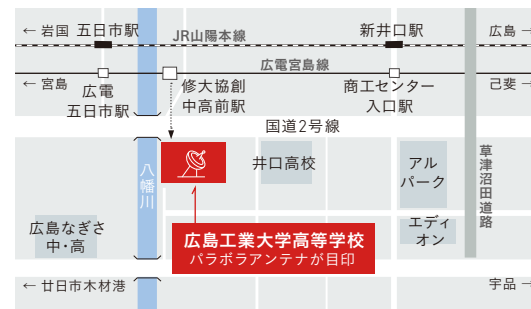 ← 岩国
五日市駅
JR山陽本線
新井口駅
広島 →
← 宮島
広電
五日市駅
修大協創
中高前駅
広電宮島線
商工センター
入口駅
己斐 →
国道2号線
八幡川
井口高校
アル
パーク
草津沼田道路
広島なぎさ
中・高
広島工業大学高等学校
パラボラアンテナが目印
エディ
オン
← 廿日市木材港
宇品 →